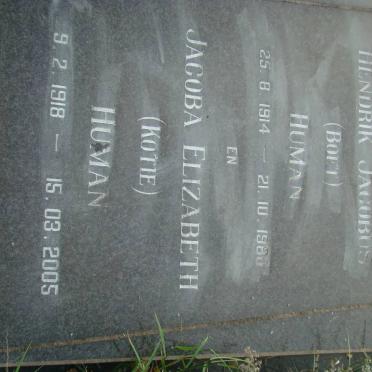 HENDRIK JACOBUS
(BOET)
HUMAN
25. 8 1914 — 21. 10. 1966
EN
JACOBA ELIZABETH
(KOTIE)
HUMAN
9. 2. 1918 — 15. 03. 2005